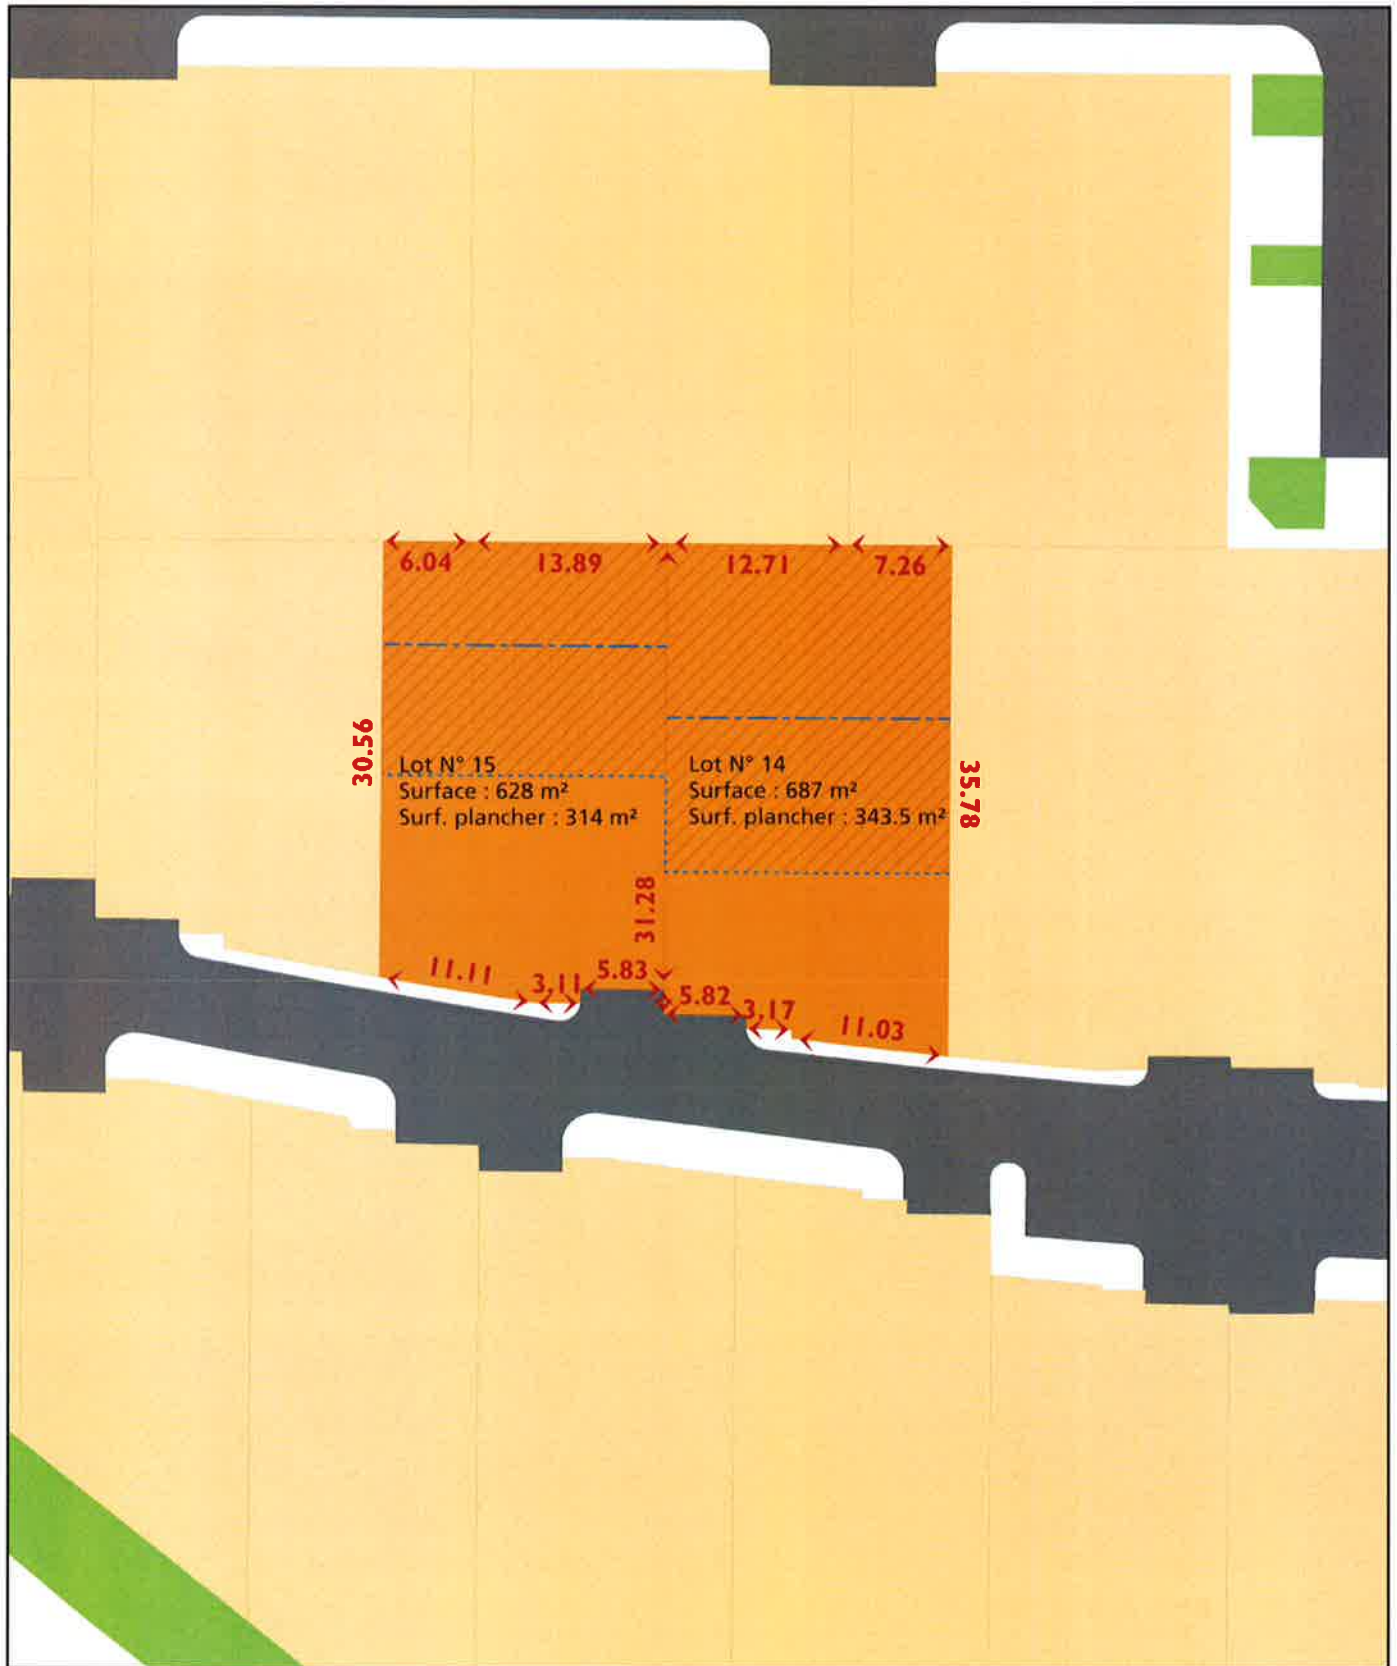 6.04
13.89
12.71
7.26
30.56
Lot N° 15
Surface : 628 m²
Surf. plancher : 314 m²
Lot N° 14
Surface : 687 m²
Surf. plancher : 343.5 m²
35.78
31.28
11.11
3.11
5.83
5.82
3.17
11.03